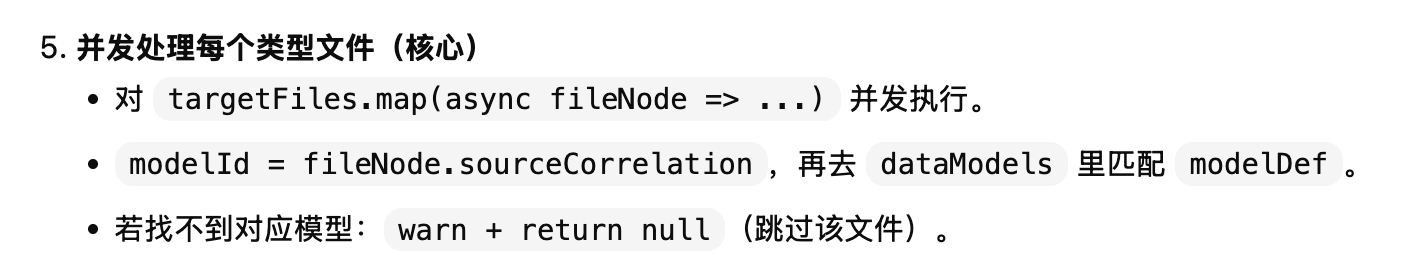 5. 并发处理每个类型文件（核心）
• 对 targetFiles.map(async fileNode => ...) 并发执行。
• modelId = fileNode.sourceCorrelation，再去 dataModels 里匹配 modelDef。
• 若找不到对应模型：warn + return null（跳过该文件）。